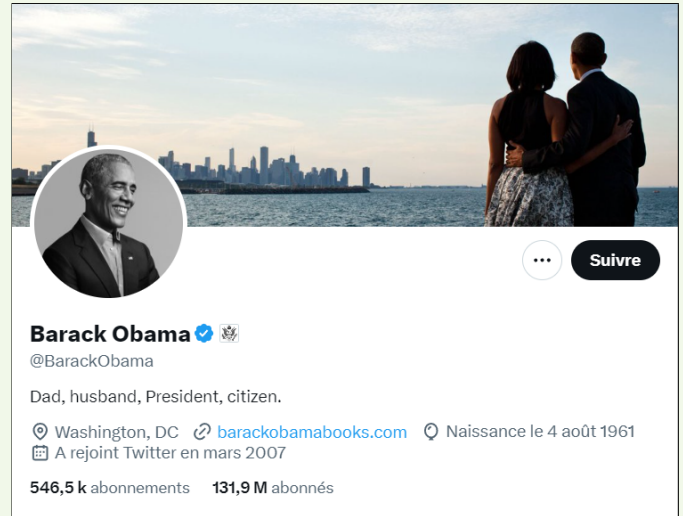 Suivre
Barack Obama
@BarackObama
Dad, husband, President, citizen.
Washington, DC barackobamabooks.com Naissance le 4 août 1961
A rejoint Twitter en mars 2007
546,5 k abonnements 131,9 M abonnés